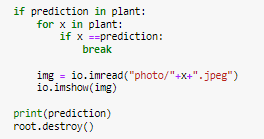 if prediction in plant:
for x in plant:
if x ==prediction:
break
img = io.imread("photo/"+x+".jpeg")
io.imshow(img)
print(prediction)
root.destroy()